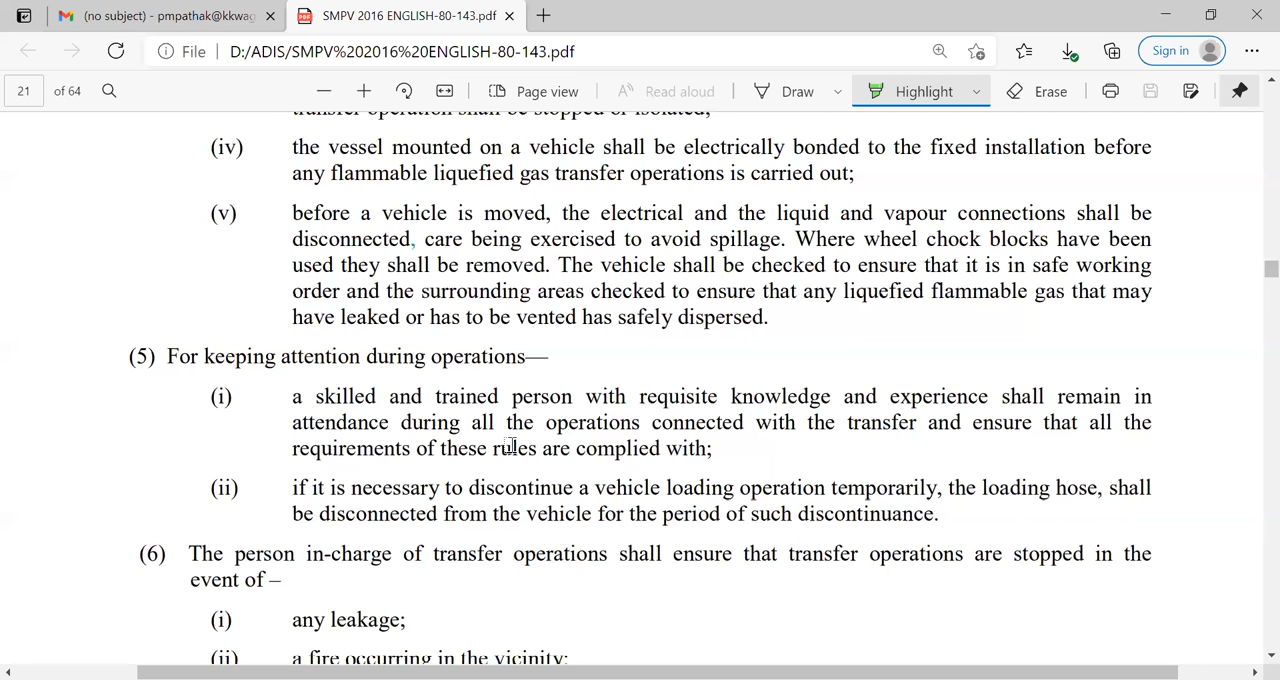 (no subject) - pmpathak@kkwag
SMPV 2016 ENGLISH-80-143.pdf
File D:/ADIS/SMPV%202016%20ENGLISH-80-143.pdf
Sign in
21 of 64
Page view
Read aloud
Draw
Highlight
Erase
transfer operation shall be stopped or isolated;
(iv) the vessel mounted on a vehicle shall be electrically bonded to the fixed installation before
any flammable liquefied gas transfer operations is carried out;
(v) before a vehicle is moved, the electrical and the liquid and vapour connections shall be
disconnected, care being exercised to avoid spillage. Where wheel chock blocks have been
used they shall be removed. The vehicle shall be checked to ensure that it is in safe working
order and the surrounding areas checked to ensure that any liquefied flammable gas that may
have leaked or has to be vented has safely dispersed.
(5) For keeping attention during operations—
(i) a skilled and trained person with requisite knowledge and experience shall remain in
attendance during all the operations connected with the transfer and ensure that all the
requirements of these rules are complied with;
(ii) if it is necessary to discontinue a vehicle loading operation temporarily, the loading hose, shall
be disconnected from the vehicle for the period of such discontinuance.
(6) The person in-charge of transfer operations shall ensure that transfer operations are stopped in the
event of –
(i) any leakage;
(ii) a fire occurring in the vicinity;